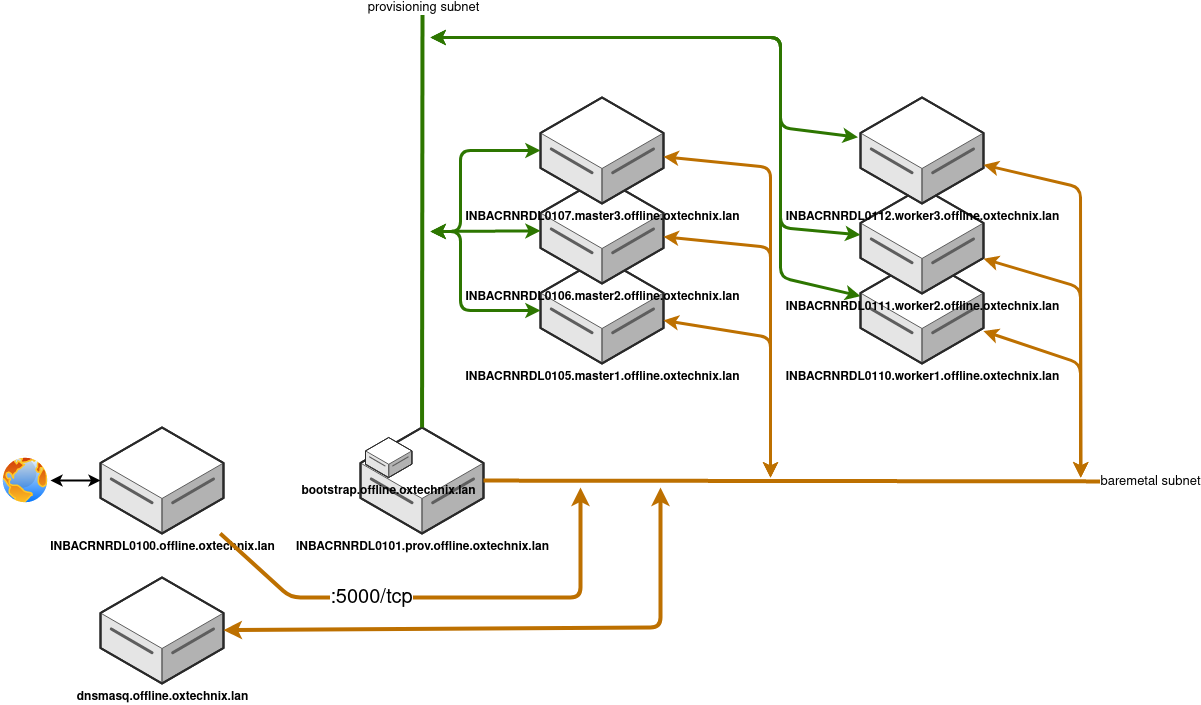 provisioning subnet
INBACRNRDL0107.master3.offline.oxtechnix.lan
INBACRNRDL0112.worker3.offline.oxtechnix.lan
INBACRNRDL0106.master2.offline.oxtechnix.lan
INBACRNRDL0111.worker2.offline.oxtechnix.lan
INBACRNRDL0105.master1.offline.oxtechnix.lan
INBACRNRDL0110.worker1.offline.oxtechnix.lan
baremetal subnet
bootstrap.offline.oxtechnix.lan
INBACRNRDL0100.offline.oxtechnix.lan
INBACRNRDL0101.prov.offline.oxtechnix.lan
:5000/tcp
dnsmasq.offline.oxtechnix.lan